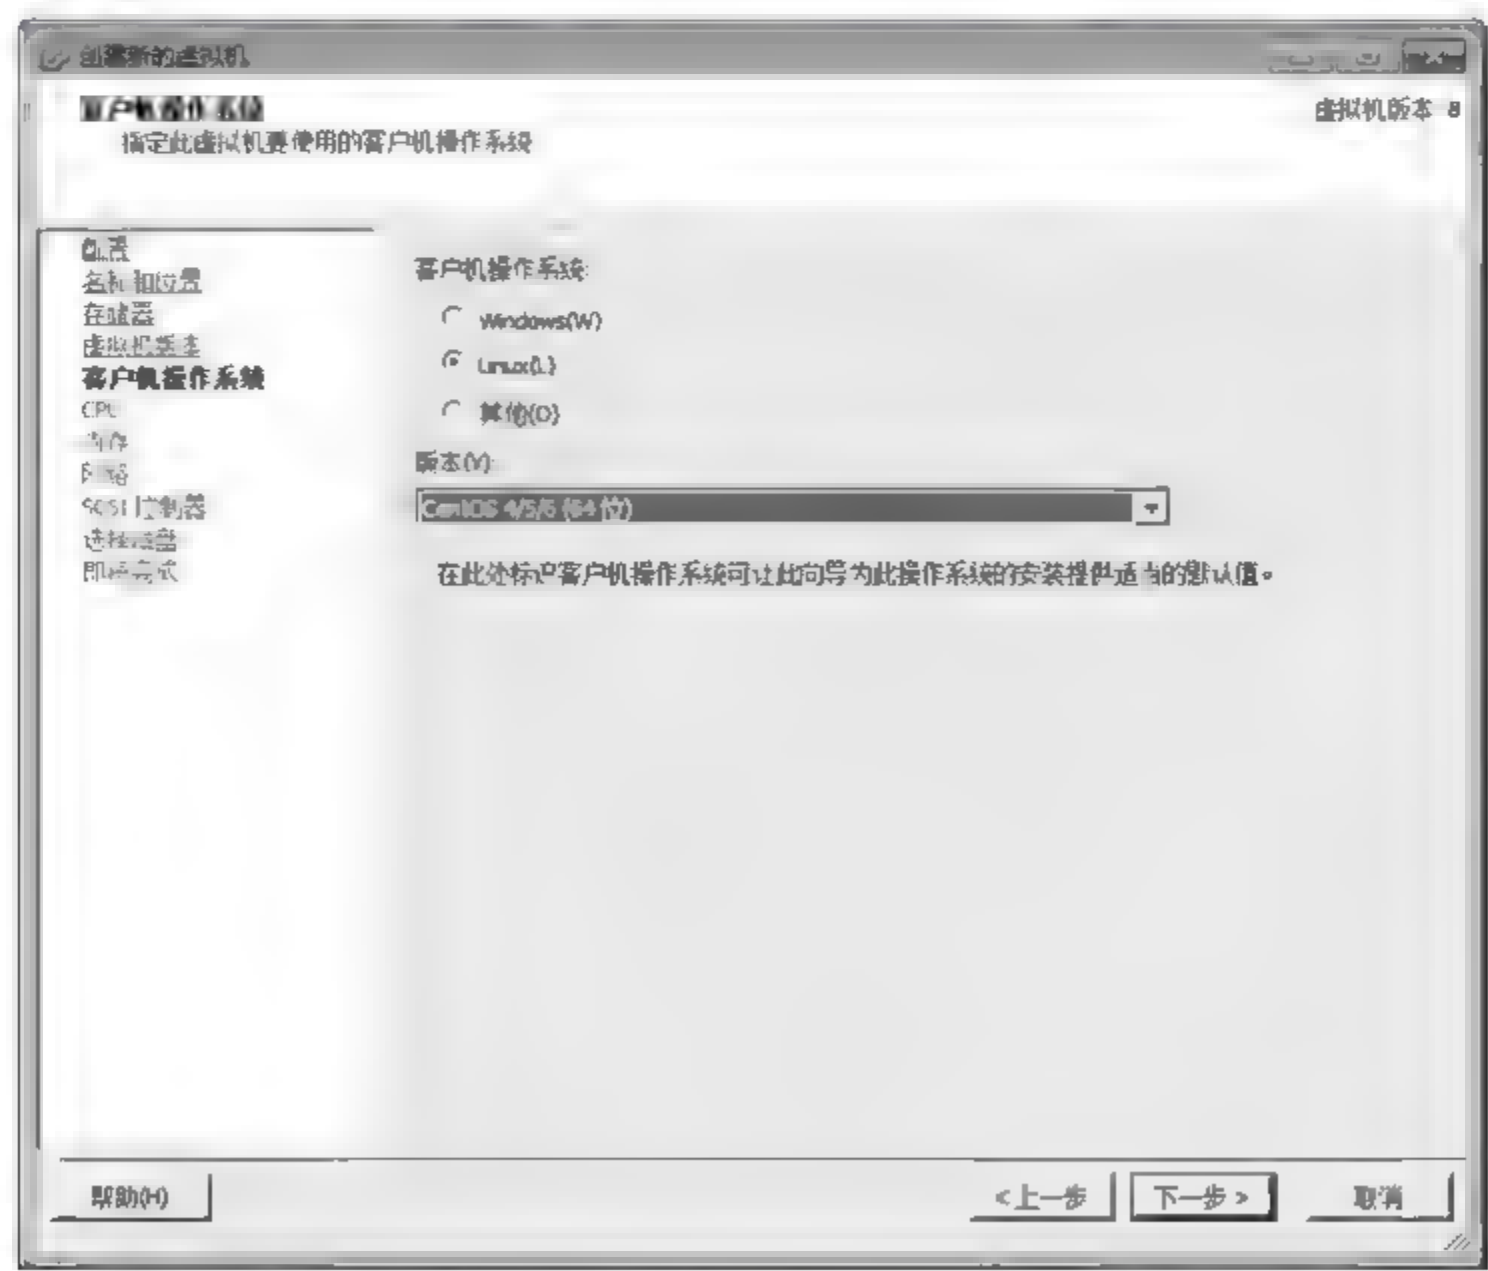 创建新的虚拟机
客户机操作系统
虚拟机版本 8
指定此虚拟机要使用的客户机操作系统
配置
名称和位置
存储器
虚拟机版本
客户机操作系统
CPU
内存
网络
SCSI 控制器
选择磁盘
即将完成
客户机操作系统:
Windows(W)
Linux(L)
其他(O)
版本(V):
CentOS 4/5/6 (64 位)
在此处标识客户机操作系统可让此向导为此操作系统的安装提供适当的默认值。
帮助(H)
<上一步
下一步 >
取消